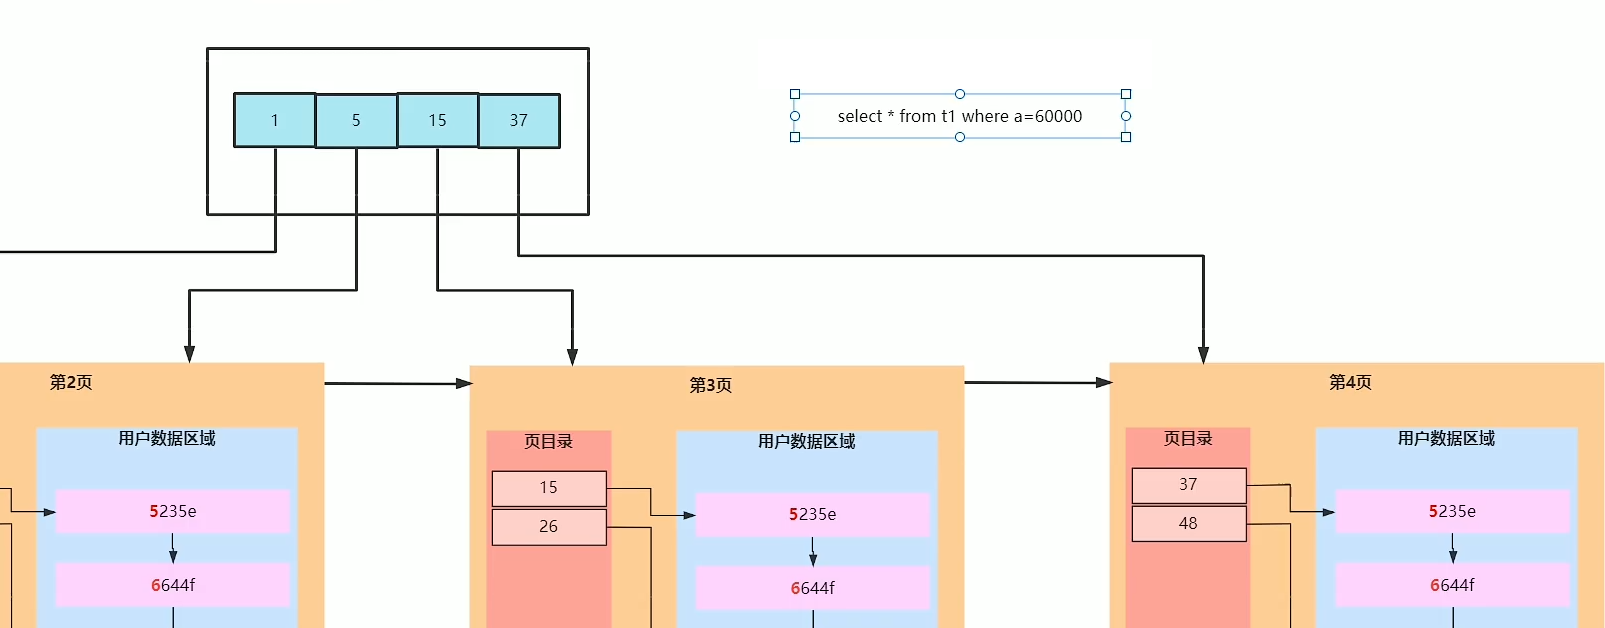 1
5
15
37
select * from t1 where a=60000
第2页
用户数据区域
5235e
6644f
第3页
页目录
15
26
用户数据区域
5235e
6644f
第4页
页目录
37
48
用户数据区域
5235e
6644f